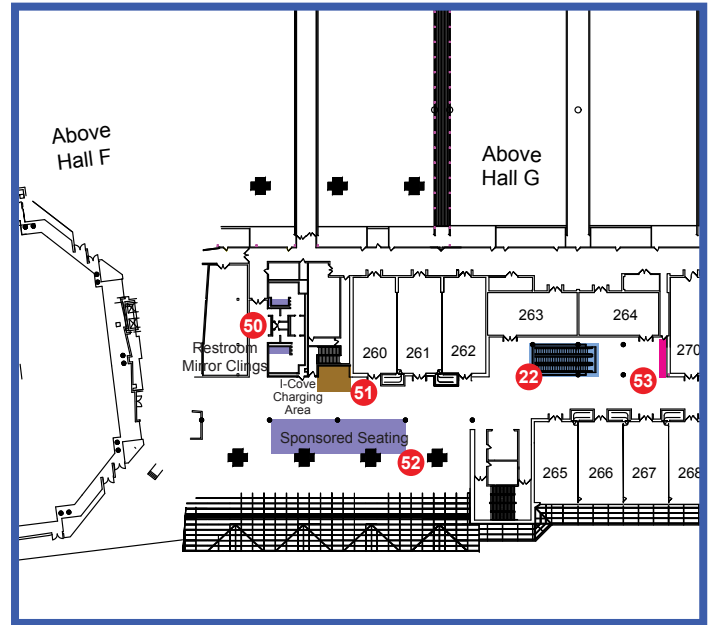 Above
Hall F
Above
Hall G
263
264
270
50
Restroom
Mirror Clings
260
261
262
22
53
51
I-Cove
Charging
Area
Sponsored Seating
52
265
266
267
268